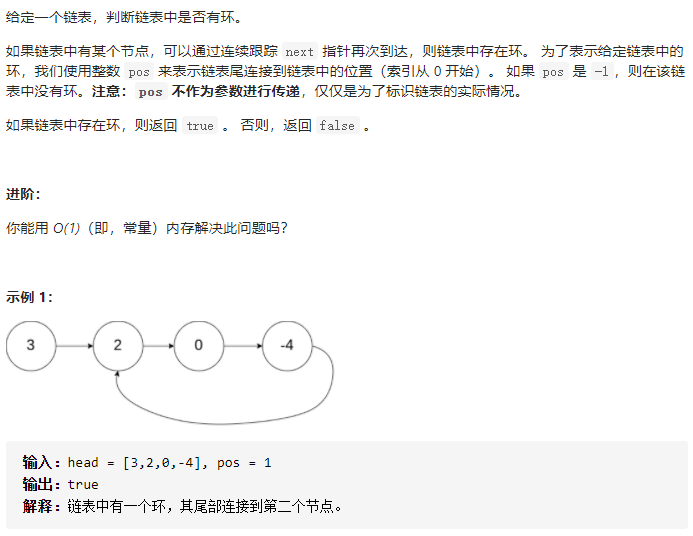 给定一个链表，判断链表中是否有环。
如果链表中有某个节点，可以通过连续跟踪 next 指针再次到达，则链表中存在环。 为了表示给定链表中的
环，我们使用整数 pos 来表示链表尾连接到链表中的位置（索引从 0 开始）。 如果 pos 是 -1，则在该链
表中没有环。注意：pos 不作为参数进行传递，仅仅是为了标识链表的实际情况。
如果链表中存在环，则返回 true 。 否则，返回 false 。
进阶：
你能用 O(1)（即，常量）内存解决此问题吗？
示例 1：
3 2 0 -4
输入：head = [3,2,0,-4], pos = 1
输出：true
解释：链表中有一个环，其尾部连接到第二个节点。